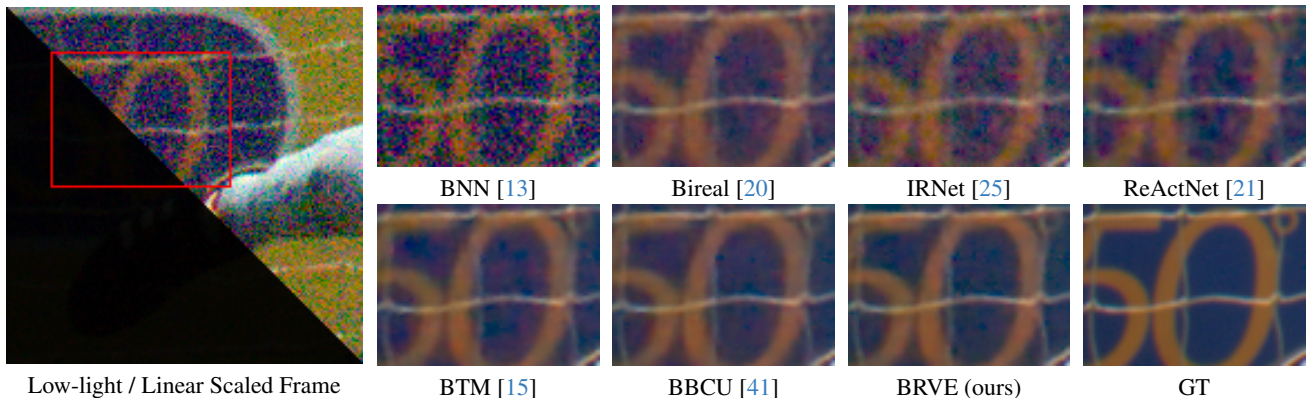 BNN [13]
Bireal [20]
IRNet [25]
ReActNet [21]
Low-light / Linear Scaled Frame
BTM [15]
BBCU [41]
BRVE (ours)
GT
50